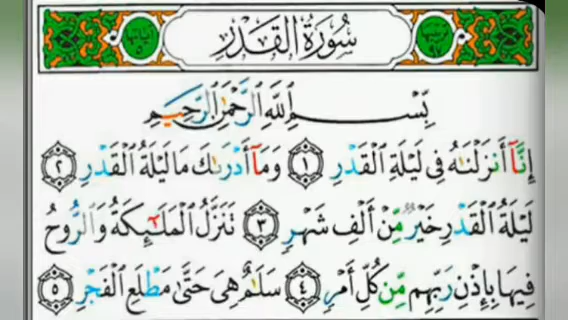 سُورَةُ القَدْرِ
بِسْمِ ٱللَّهِ ٱلرَّحْمَٰنِ ٱلرَّحِيمِ
إِنَّآ أَنزَلْنَٰهُ فِى لَيْلَةِ ٱلْقَدْرِ ١ وَمَآ أَدْرَىٰكَ مَا لَيْلَةُ ٱلْقَدْرِ ٢
لَيْلَةُ ٱلْقَدْرِ خَيْرٌ مِّنْ أَلْفِ شَهْرٍ ٣ تَنَزَّلُ ٱلْمَلَٰٓئِكَةُ وَٱلرُّوحُ
فِيهَا بِإِذْنِ رَبِّهِم مِّن كُلِّ أَمْرٍ ٤ سَلَٰمٌ هِىَ حَتَّىٰ مَطْلَعِ ٱلْفَجْرِ ٥